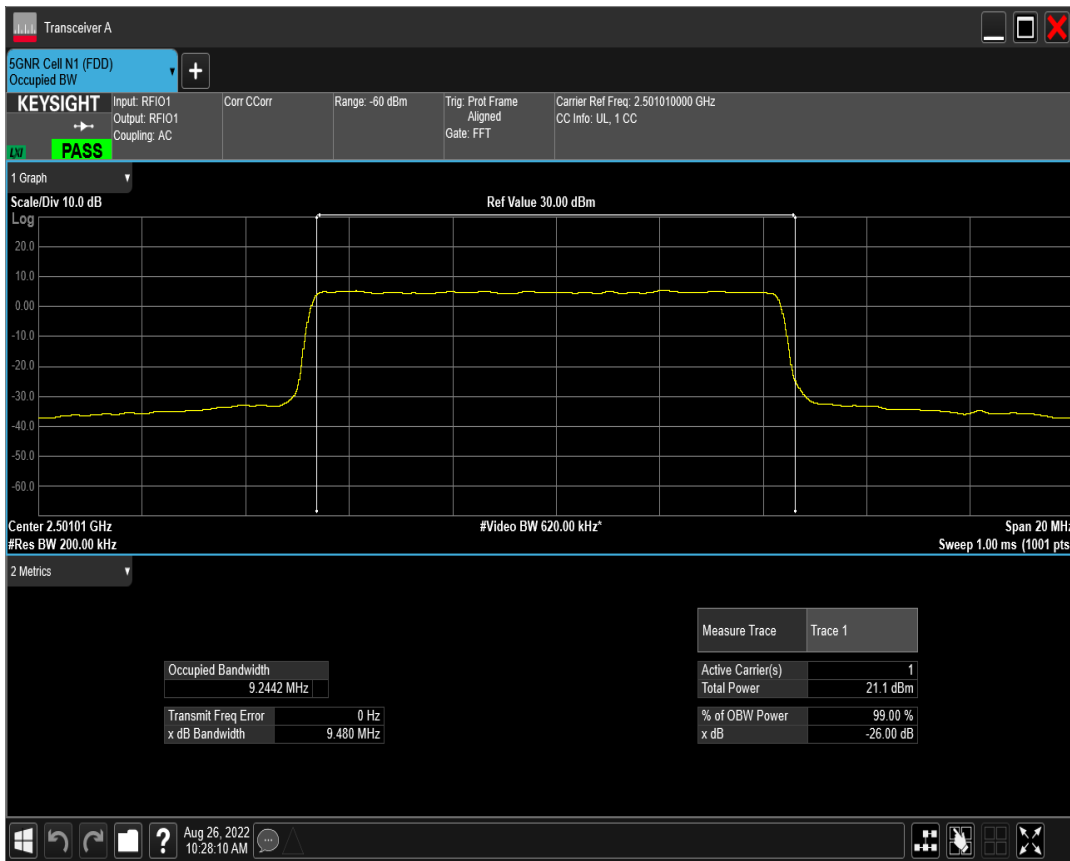 Transceiver A
5GNR Cell N1 (FDD)
Occupied BW
+
KEYSIGHT
LXI
PASS
Input: RFIO1
Output: RFIO1
Coupling: AC
Corr CCorr
Range: -60 dBm
Trig: Prot Frame
Aligned
Gate: FFT
Carrier Ref Freq: 2.501010000 GHz
CC Info: UL, 1 CC
1 Graph
Scale/Div 10.0 dB
Ref Value 30.00 dBm
Log
20.0
10.0
0.00
-10.0
-20.0
-30.0
-40.0
-50.0
-60.0
Center 2.50101 GHz
#Video BW 620.00 kHz*
Span 20 MHz
#Res BW 200.00 kHz
Sweep 1.00 ms (1001 pts
2 Metrics
Measure Trace Trace 1
Occupied Bandwidth
9.2442 MHz
Active Carrier(s) 1
Total Power 21.1 dBm
Transmit Freq Error 0 Hz
x dB Bandwidth 9.480 MHz
% of OBW Power 99.00 %
x dB -26.00 dB
?
Aug 26, 2022
10:28:10 AM